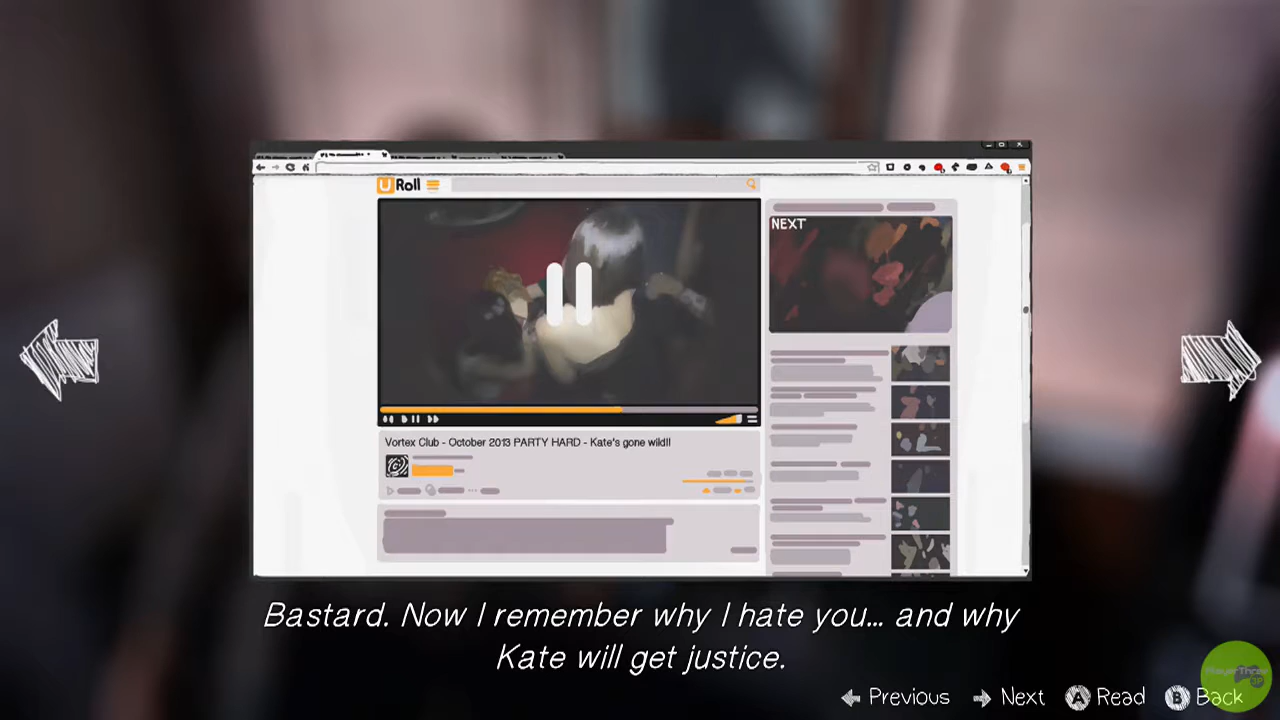 U Roll
NEXT
Vortex Club - October 2013 PARTY HARD - Kate's gone wild!!
Bastard. Now I remember why I hate you... and why
Kate will get justice.
Previous Next A Read B Back